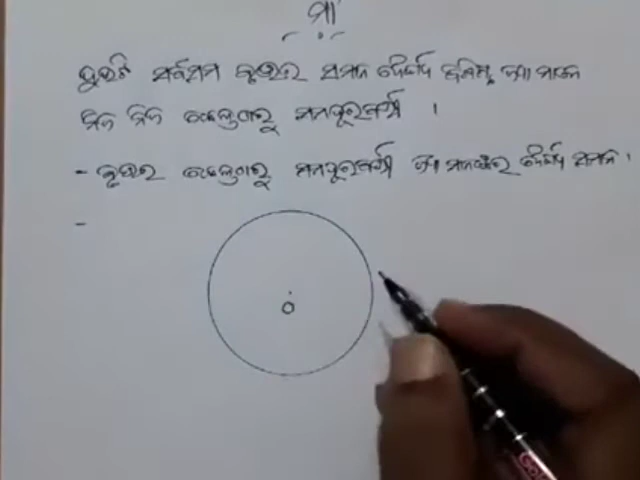 ମା
ଦୁଇଟି ସର୍ବସମ ବୃତ୍ତର ସମାନ ଦୈର୍ଘ୍ୟ ବିଶିଷ୍ଟ ଜ୍ୟା ମାନେ
ନିଜ ନିଜ କେନ୍ଦ୍ରଠାରୁ ସମଦୂରବର୍ତ୍ତୀ ।
- ବୃତ୍ତର କେନ୍ଦ୍ରଠାରୁ ସମଦୂରବର୍ତ୍ତୀ ଜ୍ୟା ମାନଙ୍କର ଦୈର୍ଘ୍ୟ ସମାନ ।
-
O